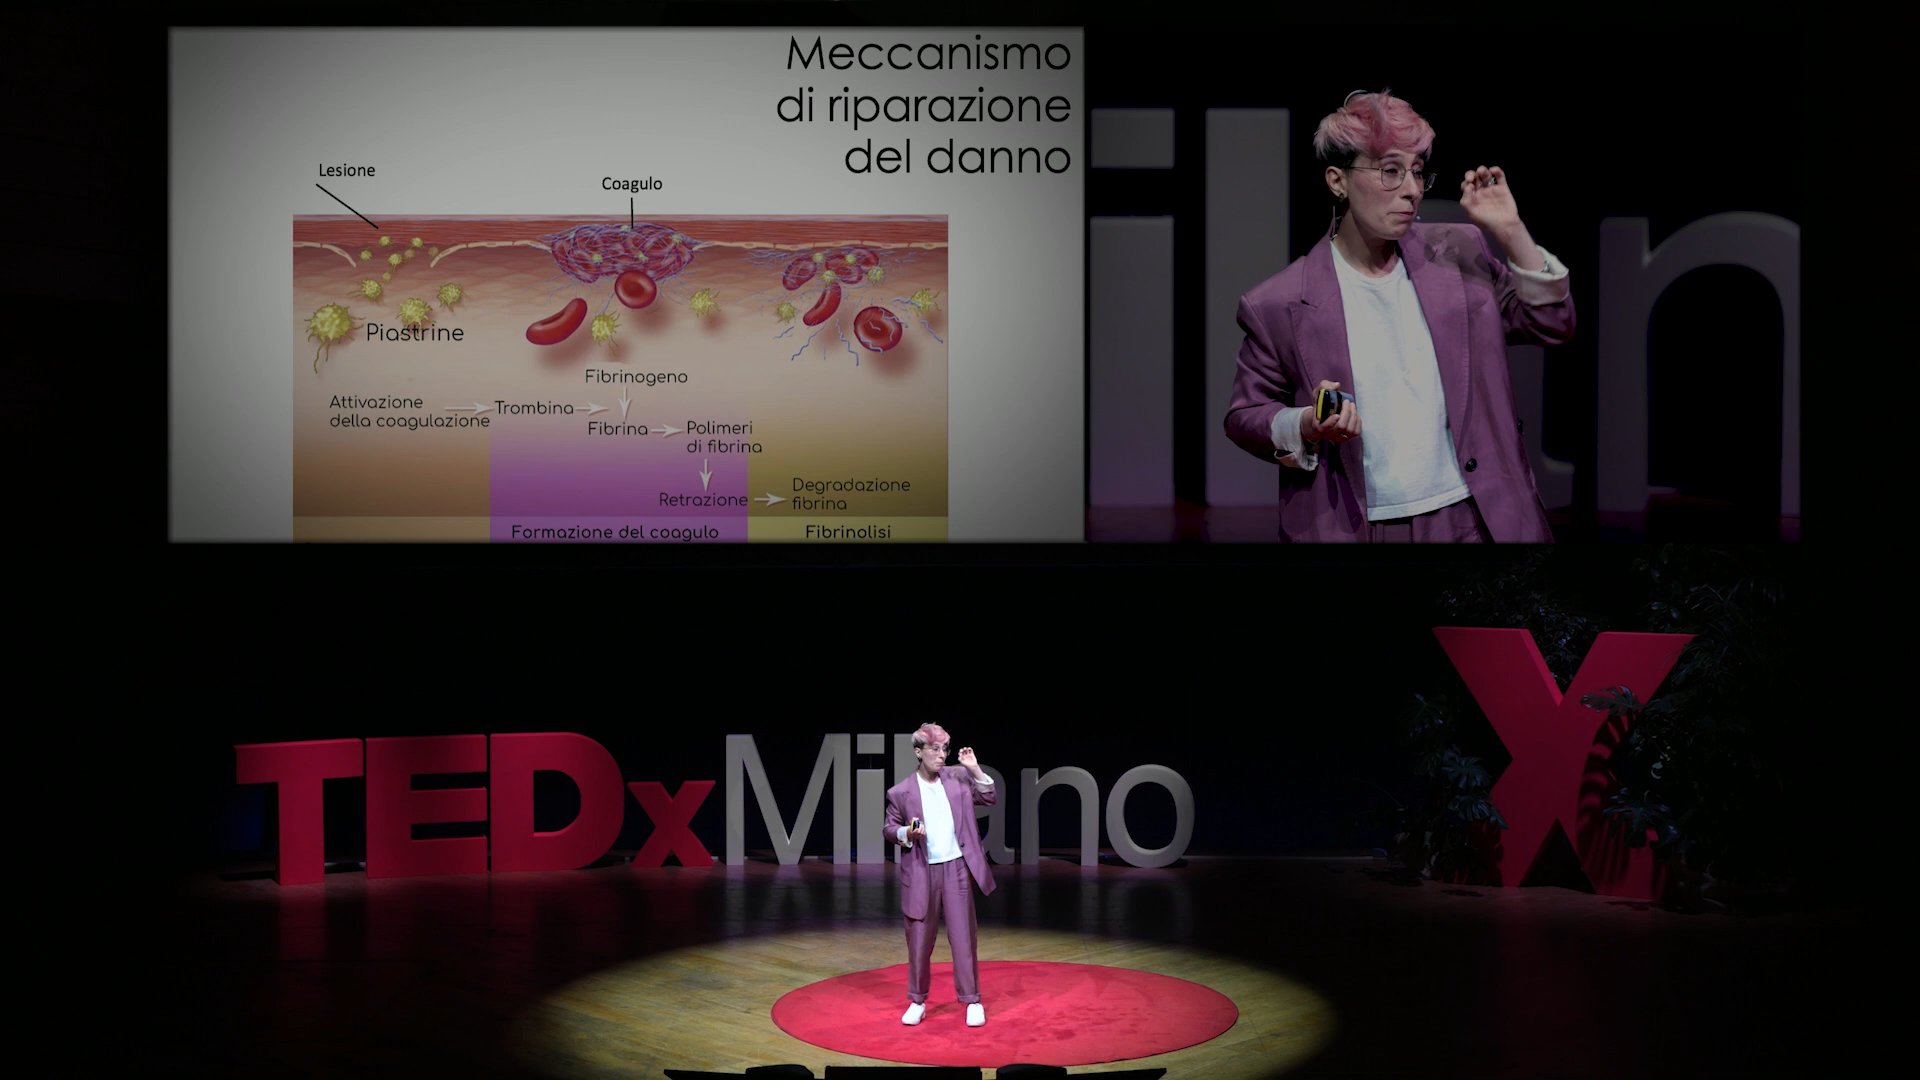 Meccanismo
di riparazione
del danno
Lesione
Coagulo
Piastrine
Fibrinogeno
Attivazione
della coagulazione
Trombina
Fibrina
Polimeri
di fibrina
Retrazione
Degradazione
fibrina
Formazione del coagulo
Fibrinolisi
TEDxMilano
X